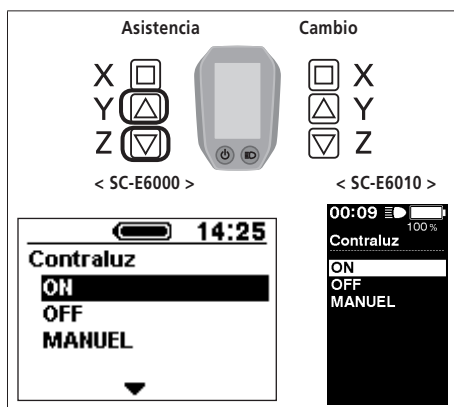 Asistencia Cambio
X X
Y Y
Z Z
< SC-E6000 > < SC-E6010 >
14:25
Contraluz
ON
OFF
MANUEL
00:09
100 %
Contraluz
ON
OFF
MANUEL